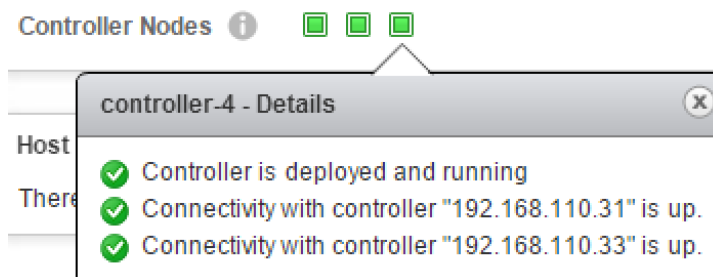 Controller Nodes
controller-4 - Details
Host
There
Controller is deployed and running
Connectivity with controller "192.168.110.31" is up.
Connectivity with controller "192.168.110.33" is up.